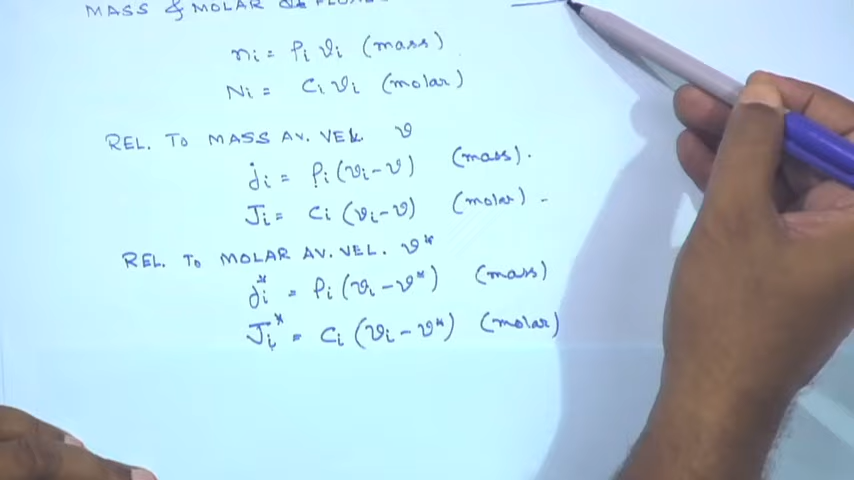 MASS & MOLAR
nᵢ = ρᵢ vᵢ (mass)
Nᵢ = Cᵢ vᵢ (molar)
REL. TO MASS AV. VEL v
jᵢ = ρᵢ (vᵢ - v) (mass).
Jᵢ = Cᵢ (vᵢ - v) (molar) -
REL. TO MOLAR AV. VEL. v*
jᵢ* = ρᵢ (vᵢ - v*) (mass)
Jᵢ* = Cᵢ (vᵢ - v*) (molar)